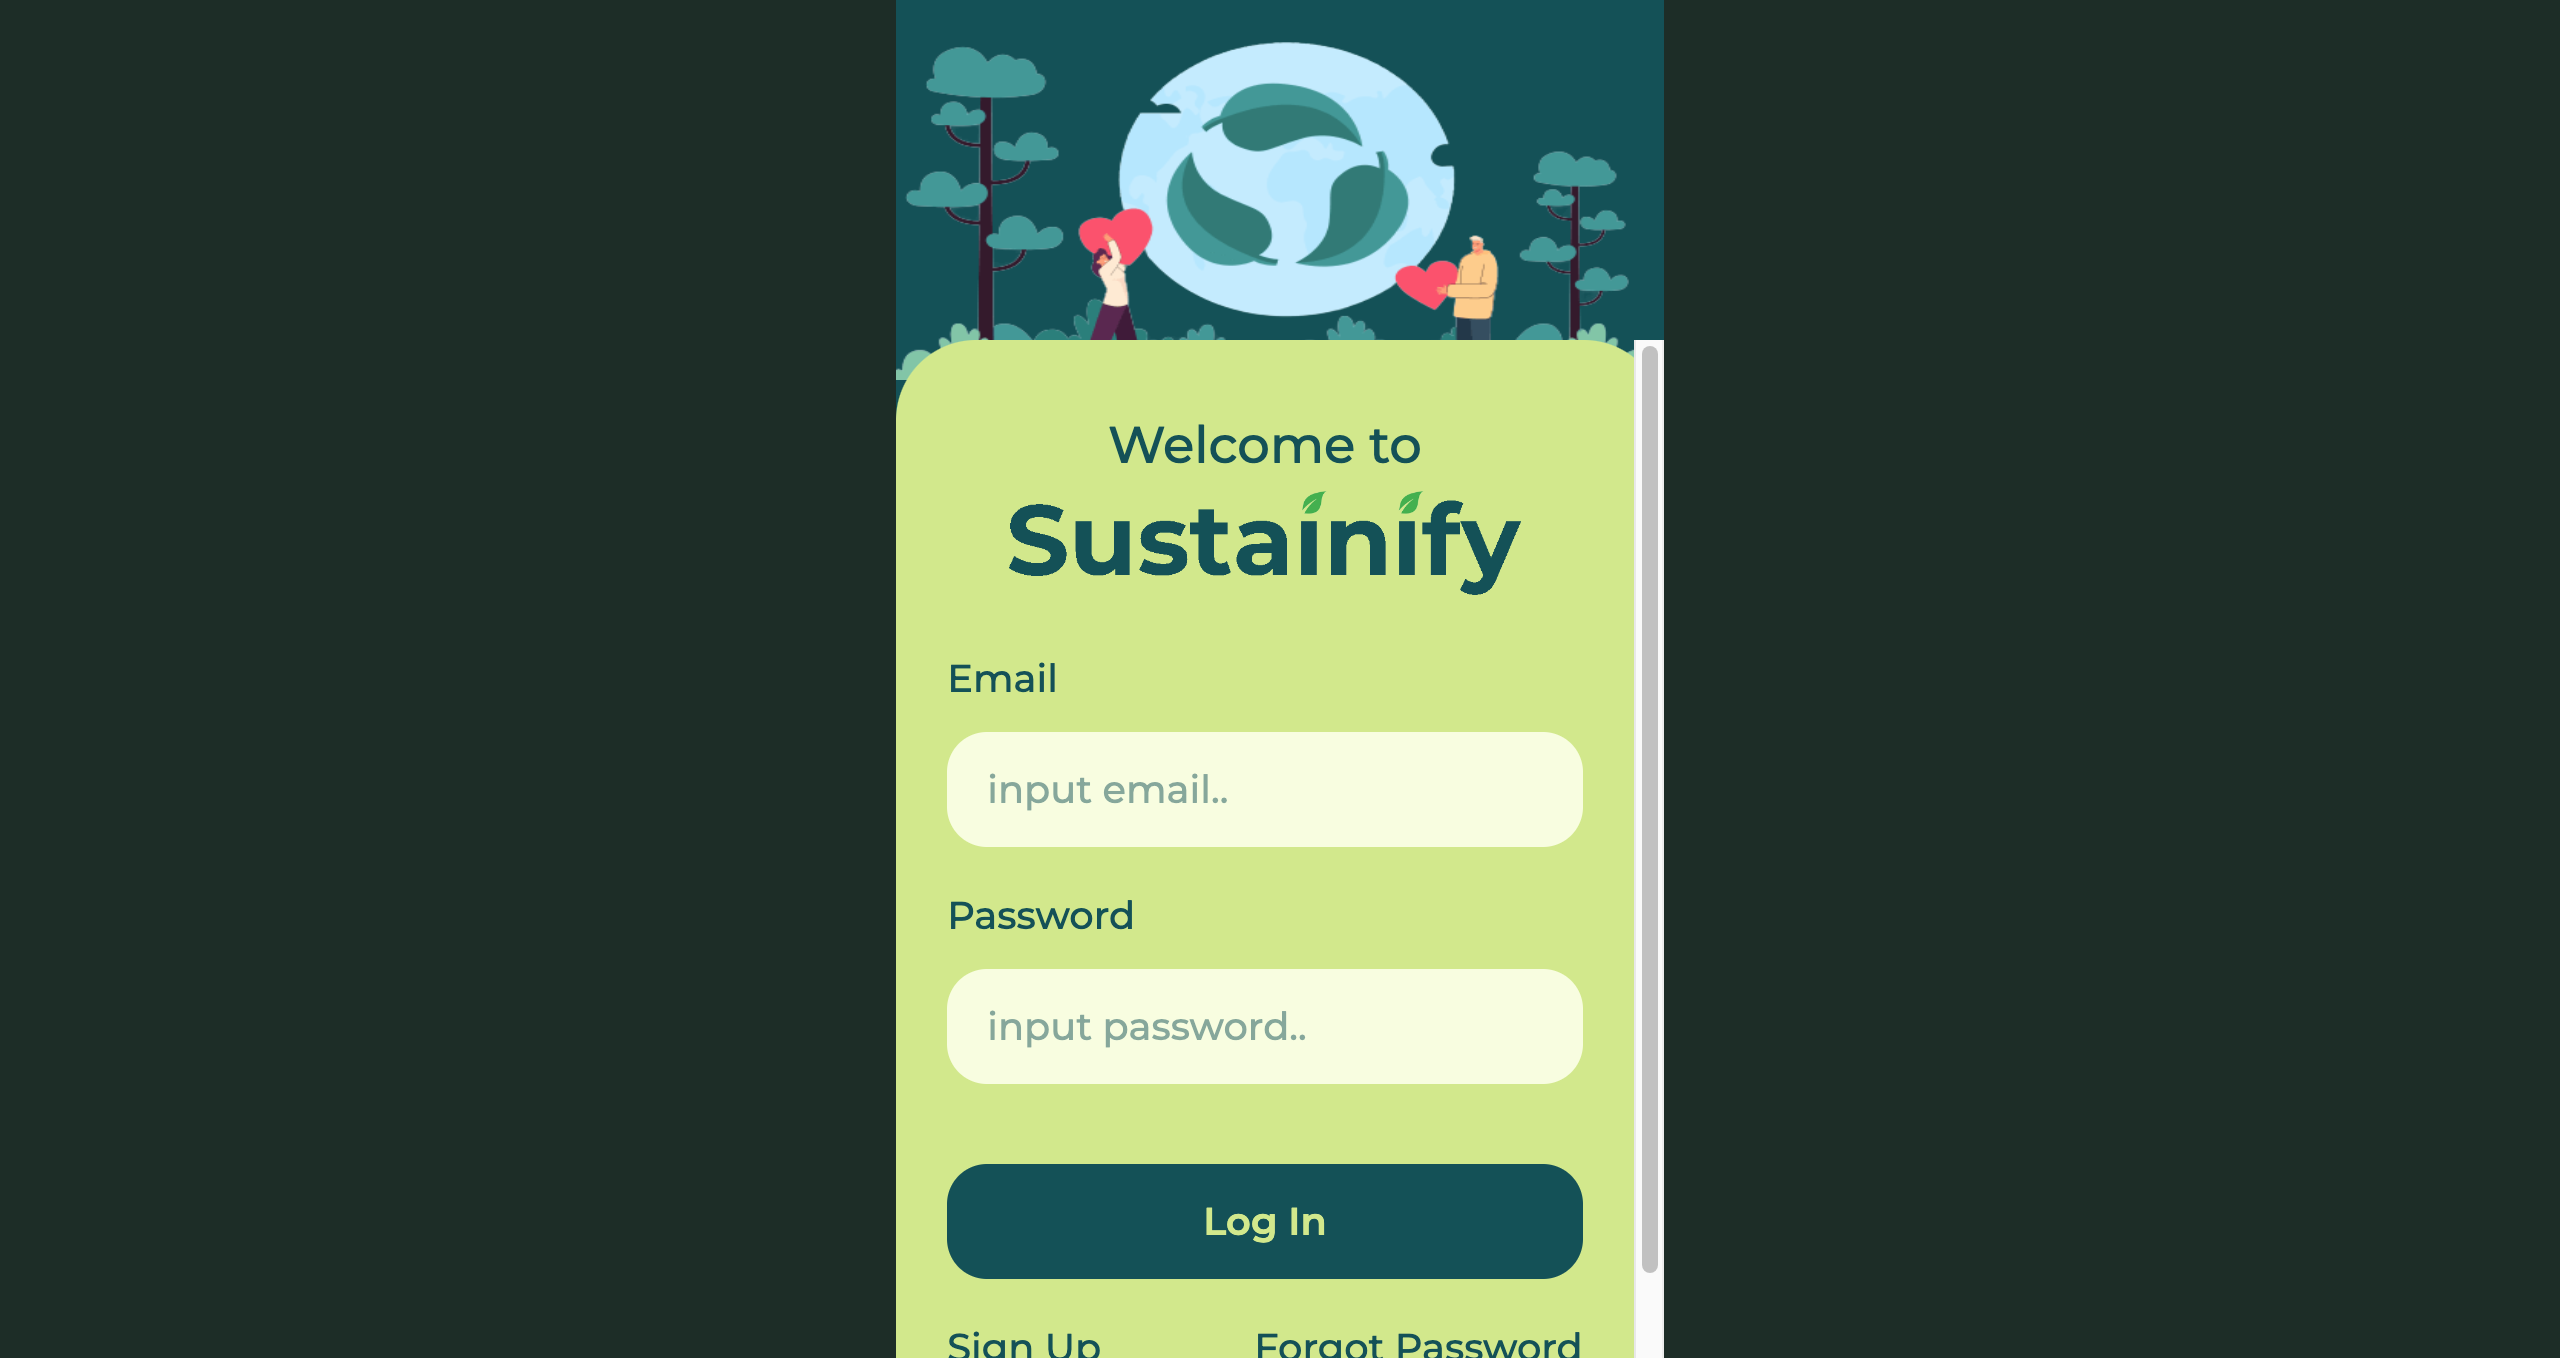 Welcome to
Sustainify
Email
input email..
Password
input password..
Log In
Sign Up Forgot Password